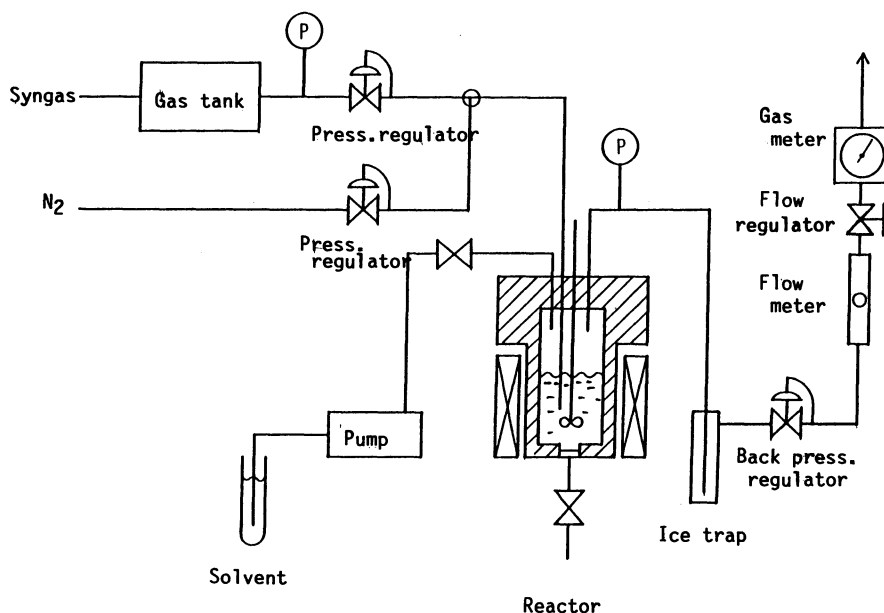 P
Syngas
Gas tank
Press.regulator
P
Gas
meter
N2
Press.
regulator
Flow
regulator
Flow
meter
Pump
Back press.
regulator
Ice trap
Solvent
Reactor